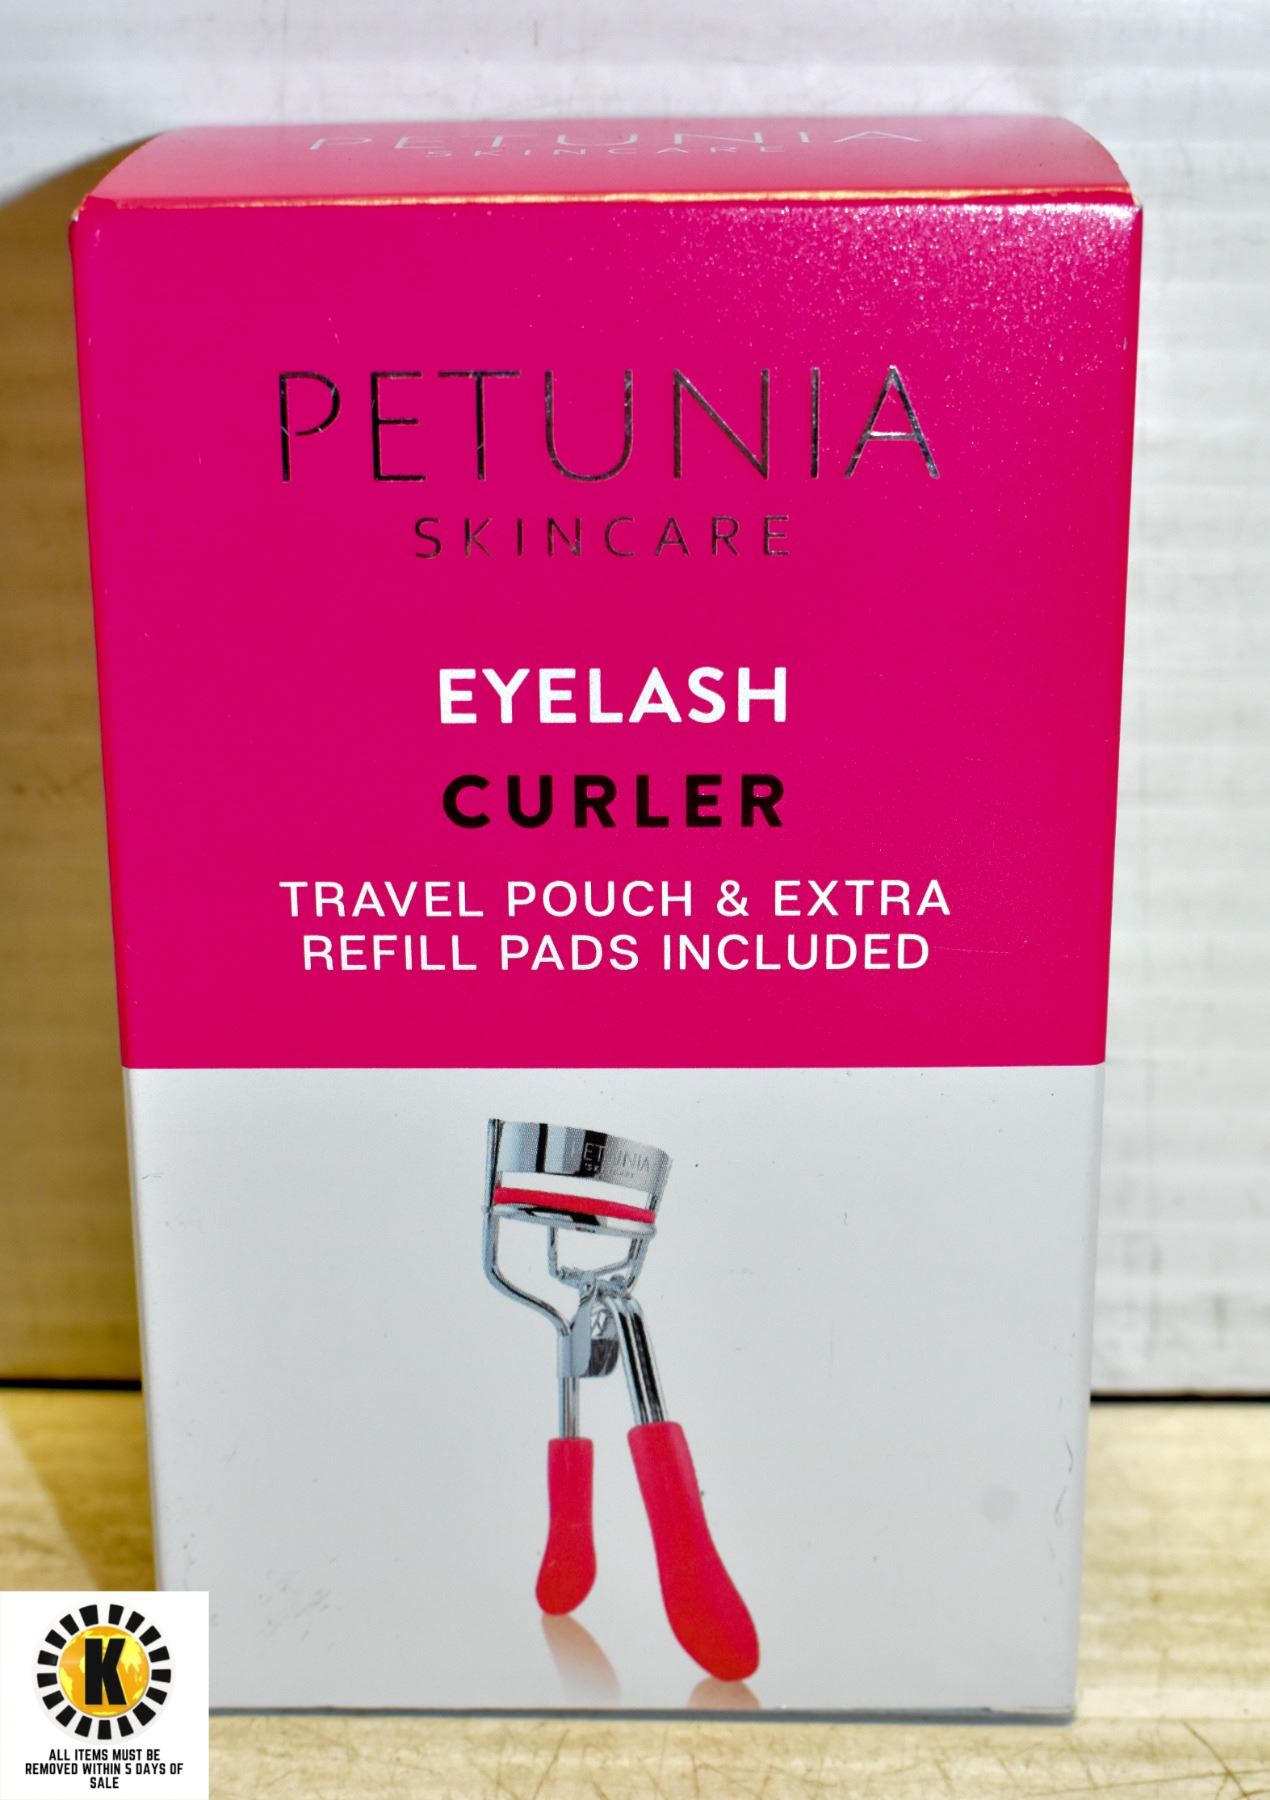 PETUNIA
SKINCARE
PETUNIA
SKINCARE
EYELASH
CURLER
TRAVEL POUCH & EXTRA
REFILL PADS INCLUDED
PETUNIA
SKINCARE
K
ALL ITEMS MUST BE
REMOVED WITHIN 5 DAYS OF
SALE